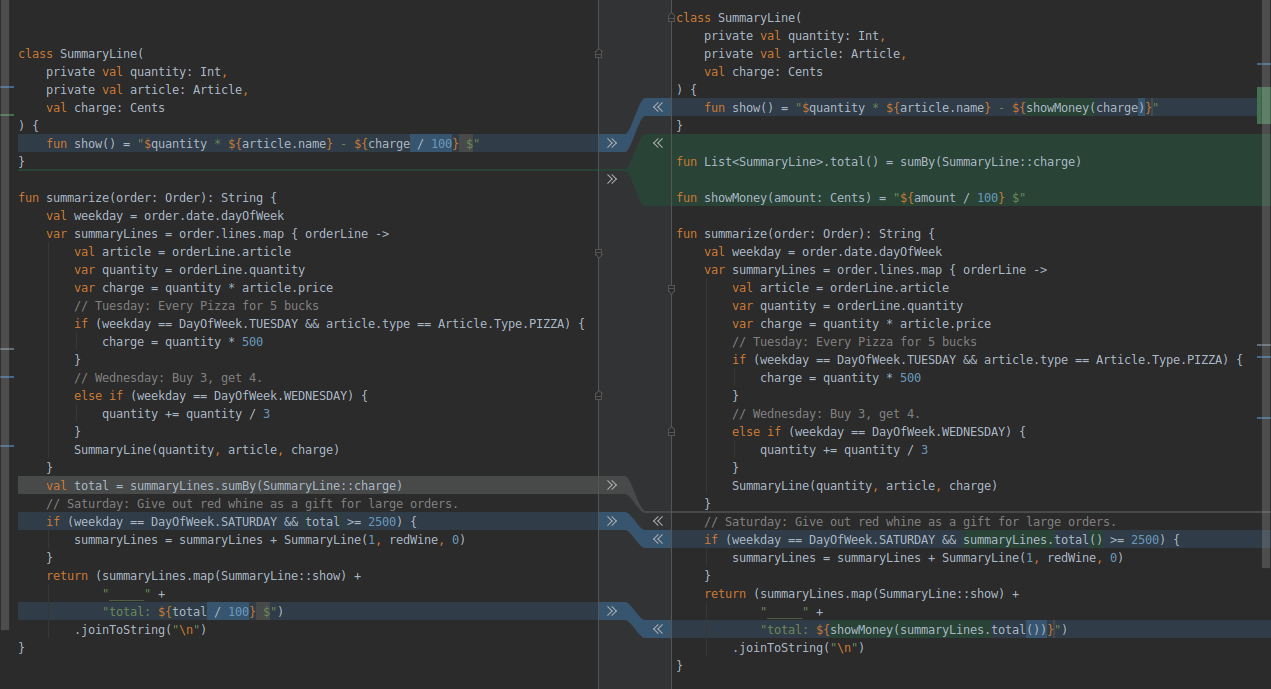 class SummaryLine(
    private val quantity: Int,
    private val article: Article,
    val charge: Cents
) {
    fun show() = "$quantity * ${article.name} - ${charge / 100} $"
}

fun summarize(order: Order): String {
    val weekday = order.date.dayOfWeek
    var summaryLines = order.lines.map { orderLine ->
        val article = orderLine.article
        var quantity = orderLine.quantity
        var charge = quantity * article.price
        // Tuesday: Every Pizza for 5 bucks
        if (weekday == DayOfWeek.TUESDAY && article.type == Article.Type.PIZZA) {
            charge = quantity * 500
        }
        // Wednesday: Buy 3, get 4.
        else if (weekday == DayOfWeek.WEDNESDAY) {
            quantity += quantity / 3
        }
        SummaryLine(quantity, article, charge)
    }
    val total = summaryLines.sumBy(SummaryLine::charge)
    // Saturday: Give out red whine as a gift for large orders.
    if (weekday == DayOfWeek.SATURDAY && total >= 2500) {
        summaryLines = summaryLines + SummaryLine(1, redWine, 0)
    }
    return (summaryLines.map(SummaryLine::show) +
            "_____" +
            "total: ${total / 100} $")
        .joinToString("\n")
}

class SummaryLine(
    private val quantity: Int,
    private val article: Article,
    val charge: Cents
) {
    fun show() = "$quantity * ${article.name} - ${showMoney(charge)}"
}

fun List<SummaryLine>.total() = sumBy(SummaryLine::charge)

fun showMoney(amount: Cents) = "${amount / 100} $"

fun summarize(order: Order): String {
    val weekday = order.date.dayOfWeek
    var summaryLines = order.lines.map { orderLine ->
        val article = orderLine.article
        var quantity = orderLine.quantity
        var charge = quantity * article.price
        // Tuesday: Every Pizza for 5 bucks
        if (weekday == DayOfWeek.TUESDAY && article.type == Article.Type.PIZZA) {
            charge = quantity * 500
        }
        // Wednesday: Buy 3, get 4.
        else if (weekday == DayOfWeek.WEDNESDAY) {
            quantity += quantity / 3
        }
        SummaryLine(quantity, article, charge)
    }
    // Saturday: Give out red whine as a gift for large orders.
    if (weekday == DayOfWeek.SATURDAY && summaryLines.total() >= 2500) {
        summaryLines = summaryLines + SummaryLine(1, redWine, 0)
    }
    return (summaryLines.map(SummaryLine::show) +
            "_____" +
            "total: ${showMoney(summaryLines.total())}")
        .joinToString("\n")
}